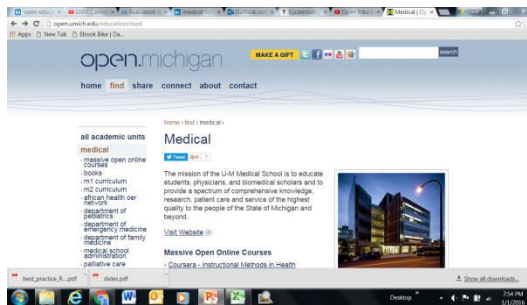 open.umich.edu/education/med
Apps New Tab Ebook Bike | Da...
open.michigan
MAKE A GIFT
search
home find share connect about contact
home › find › medical ›
all academic units
medical
massive open online courses
books
m1 curriculum
m2 curriculum
african health oer network
department of pediatrics
department of emergency medicine
department of family medicine
medical school administration
palliative care
Medical
Tweet
The mission of the U-M Medical School is to educate
students, physicians, and biomedical scholars and to
provide a spectrum of comprehensive knowledge,
research, patient care and service of the highest
quality to the people of the State of Michigan and
beyond.
Visit Website
Massive Open Online Courses
Coursera - Instructional Methods in Health
best_practice_R....pdf
slides.pdf
Show all downloads...
Desktop
7:54 PM
1/1/2016